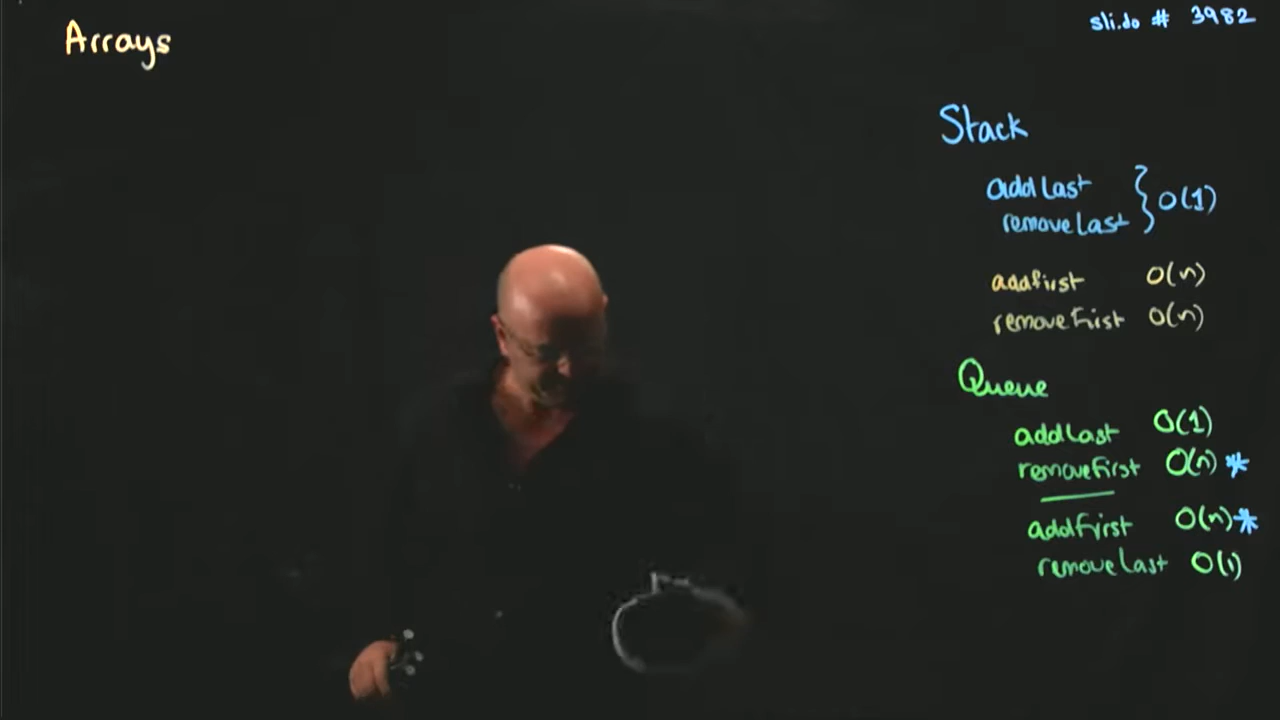 Arrays
sli.do # 3982
Stack
addLast
removeLast
} O(1)
addFirst O(n)
removeFirst O(n)
Queue
addLast O(1)
removeFirst O(n) *
addFirst O(n) *
removeLast O(1)